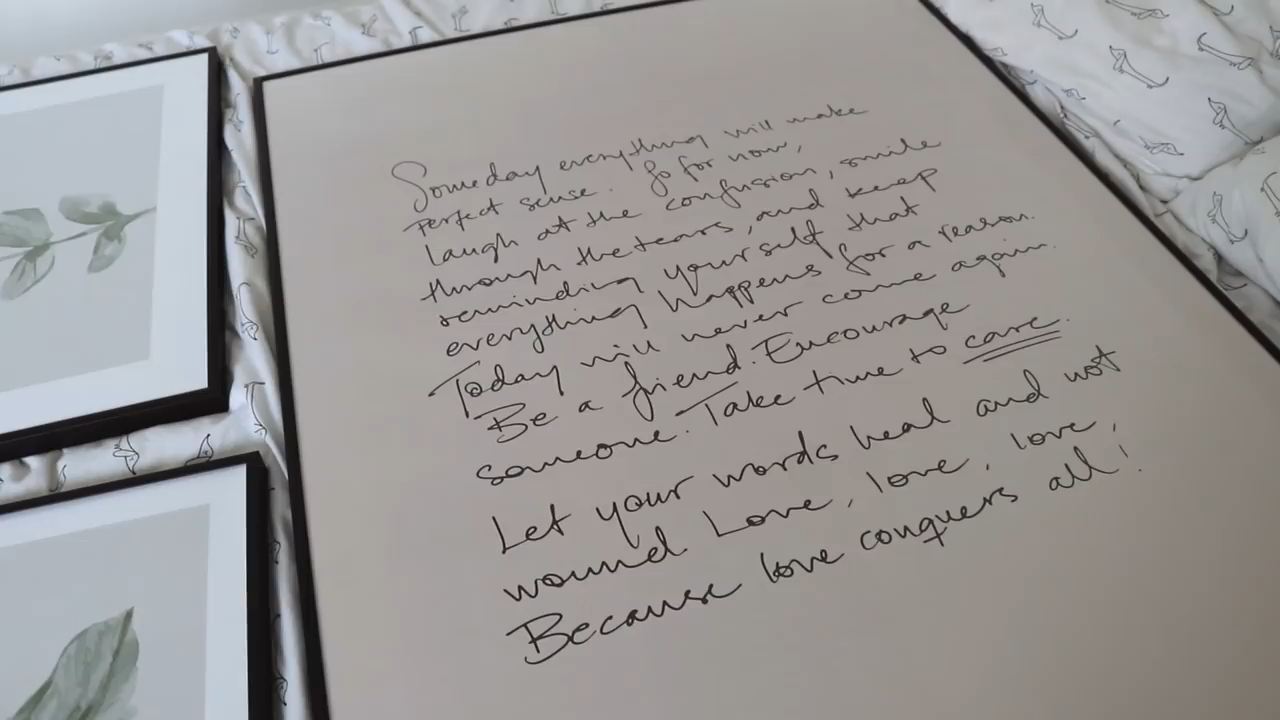 Someday everything will make
perfect sense. So for now,
laugh at the confusion, smile
through the tears, and keep
reminding yourself that
everything happens for a reason.
Today will never come again.
Be a friend. Encourage
someone. Take time to care.
Let your words heal and not
wound. Love, love, love,
Because love conquers all!